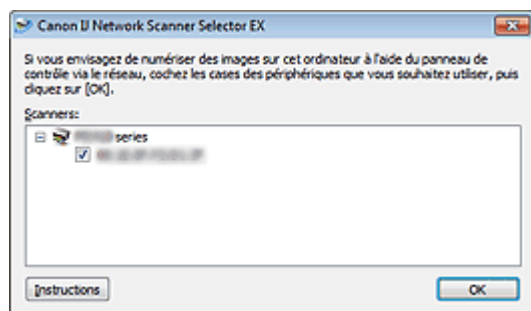 Canon IJ Network Scanner Selector EX
Si vous envisagez de numériser des images sur cet ordinateur à l'aide du panneau de
contrôle via le réseau, cochez les cases des périphériques que vous souhaitez utiliser, puis
cliquez sur [OK].
Scanners:
series
Instructions
OK